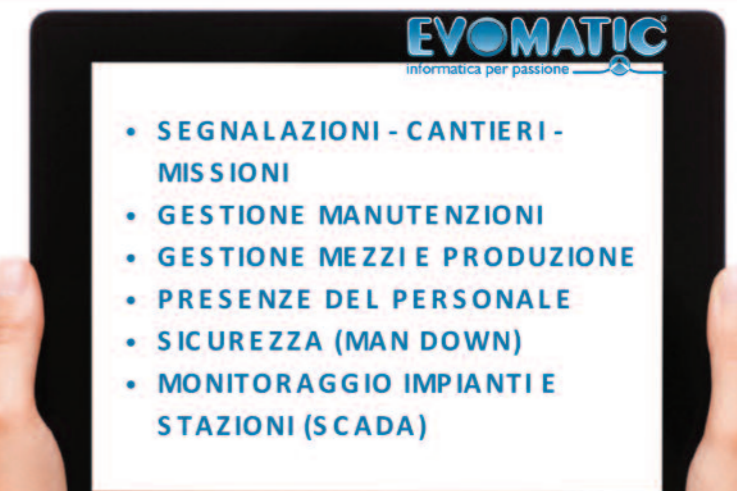 EVOMATIC
informatica per passione
• SEGNALAZIONI - CANTIERI -
MISSIONI
• GESTIONE MANUTENZIONI
• GESTIONE MEZZI E PRODUZIONE
• PRESENZE DEL PERSONALE
• SICUREZZA (MAN DOWN)
• MONITORAGGIO IMPIANTI E
STAZIONI (SCADA)